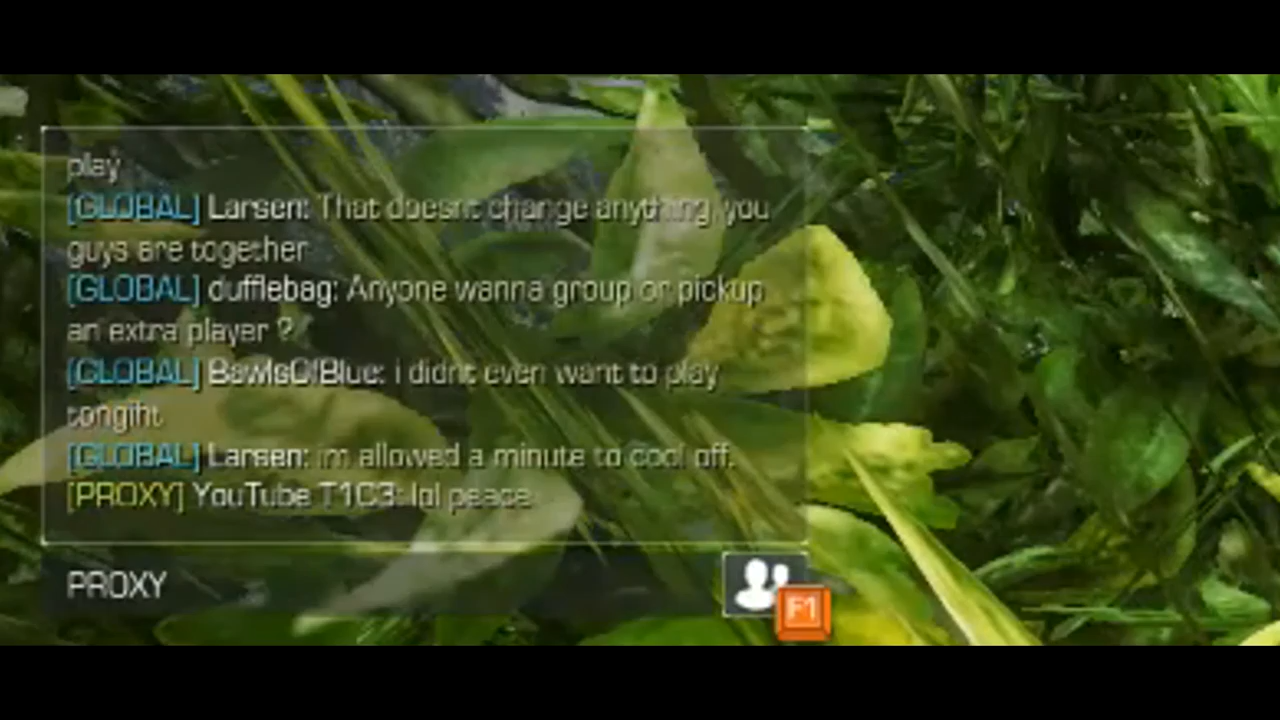 play
[GLOBAL] Larsen: That doesnt change anything, you
guys are together
[GLOBAL] dufflebag: Anyone wanna group or pickup
an extra player ?
[GLOBAL] BawlsOfBlue: i didnt even want to play
tongiht
[GLOBAL] Larsen: im allowed a minute to cool off.
[PROXY] YouTube T1C3: lol peace
PROXY
F1